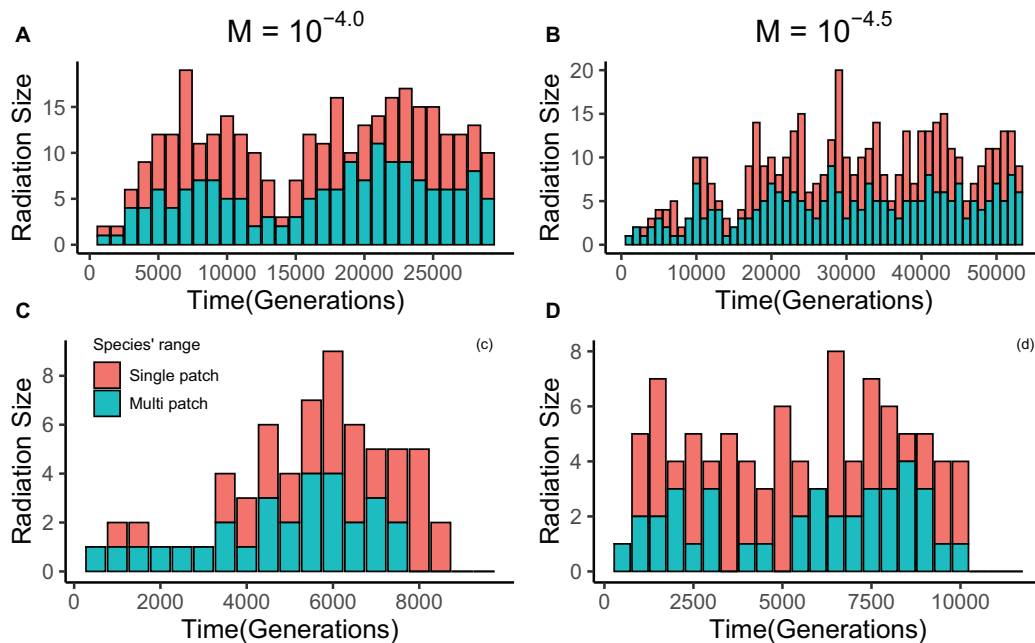 A
M = 10^−4.0
B
M = 10^−4.5
Radiation Size
15
10
5
0
0 5000 10000 15000 20000 25000
Time(Generations)
Radiation Size
20
15
10
5
0
0 10000 20000 30000 40000 50000
Time(Generations)
C
Species' range
Single patch
Multi patch
(c)
Radiation Size
8
6
4
2
0
0 2000 4000 6000 8000
Time(Generations)
D
(d)
Radiation Size
8
6
4
2
0
0 2500 5000 7500 10000
Time(Generations)